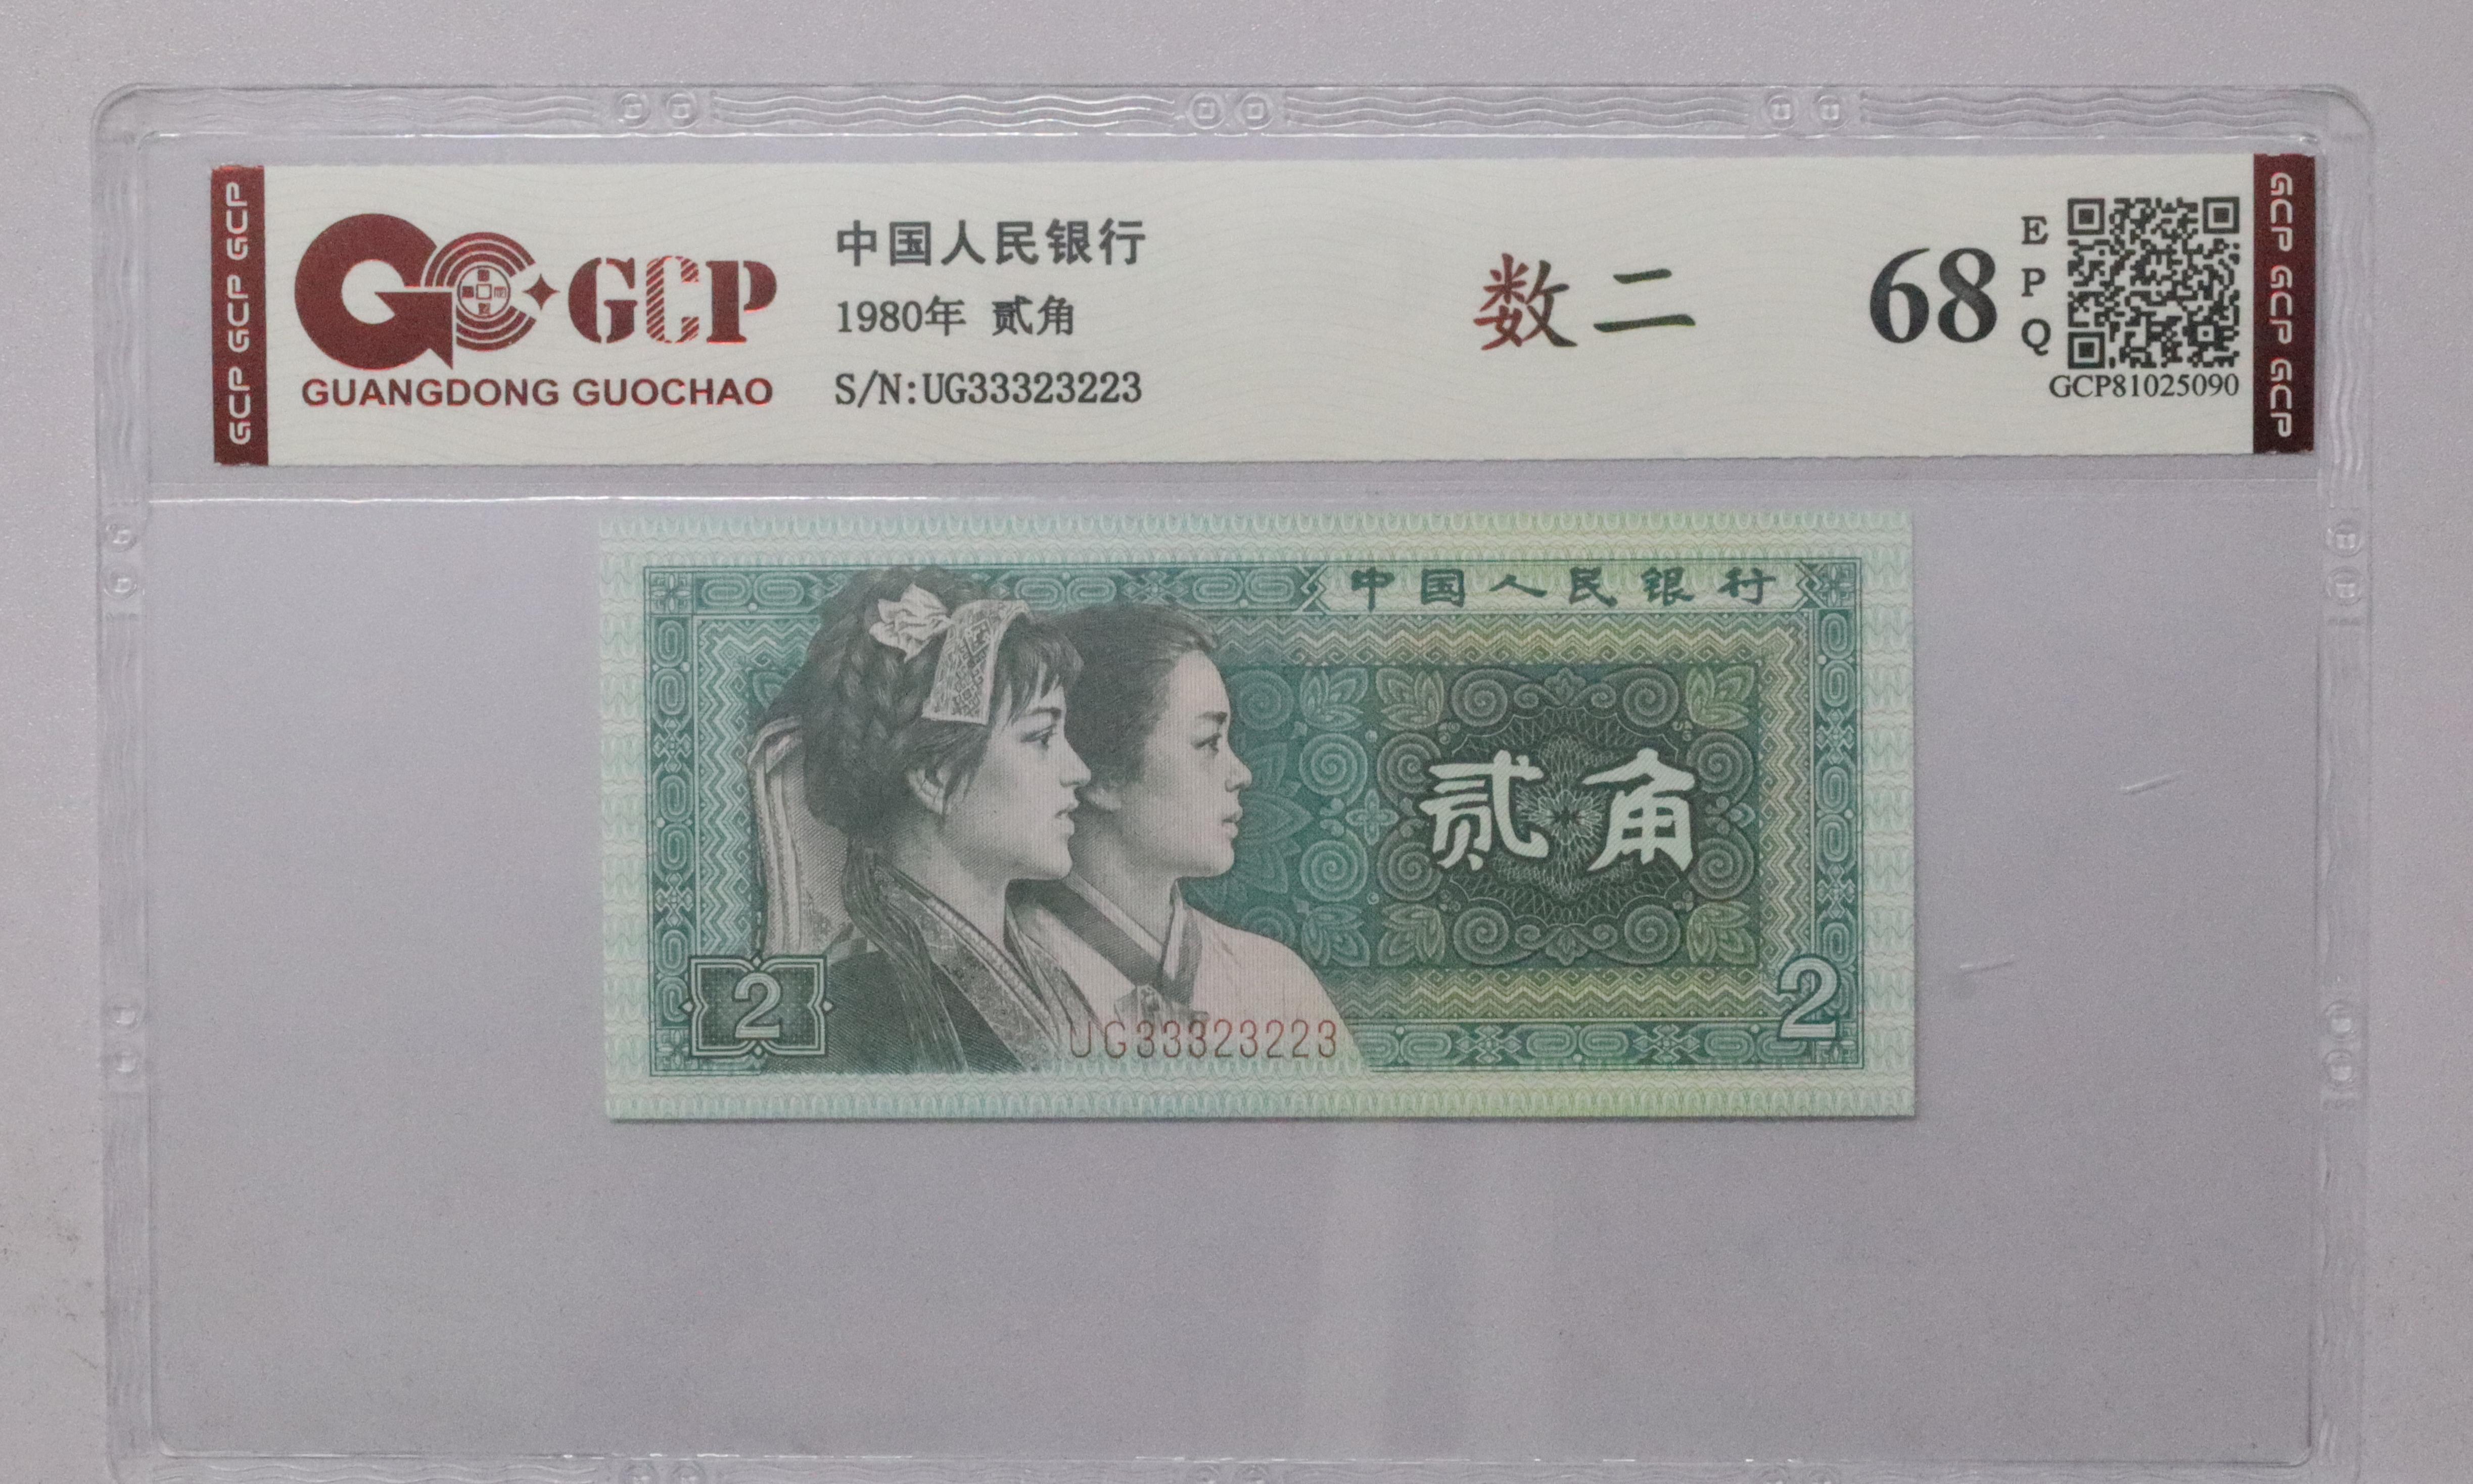 GCP GCP GCP
GCP
GUANGDONG GUOCHAO
中国人民银行
1980年 贰角
S/N:UG33323223
数二
68
E
P
Q
GCP81025090
GCP GCP GCP
中国人民银行
贰角
2
2
UG33323223